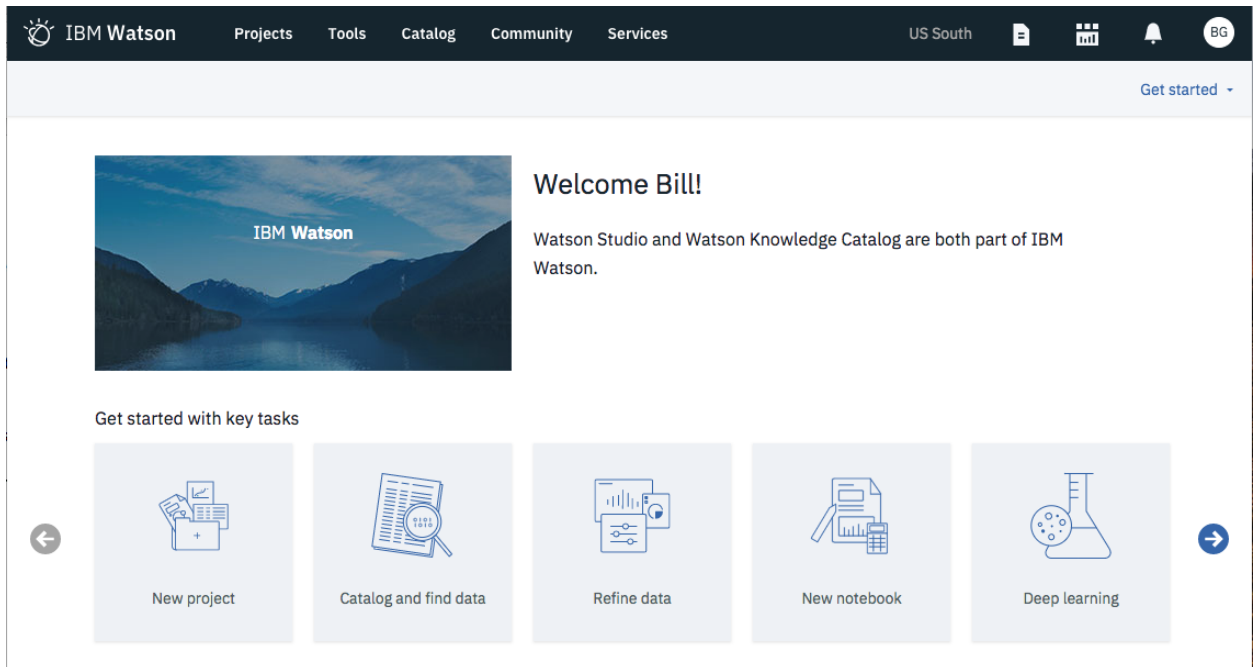 IBM Watson Projects Tools Catalog Community Services US South BG
Get started
IBM Watson
Welcome Bill!
Watson Studio and Watson Knowledge Catalog are both part of IBM
Watson.
Get started with key tasks
0101
1010
New project Catalog and find data Refine data New notebook Deep learning